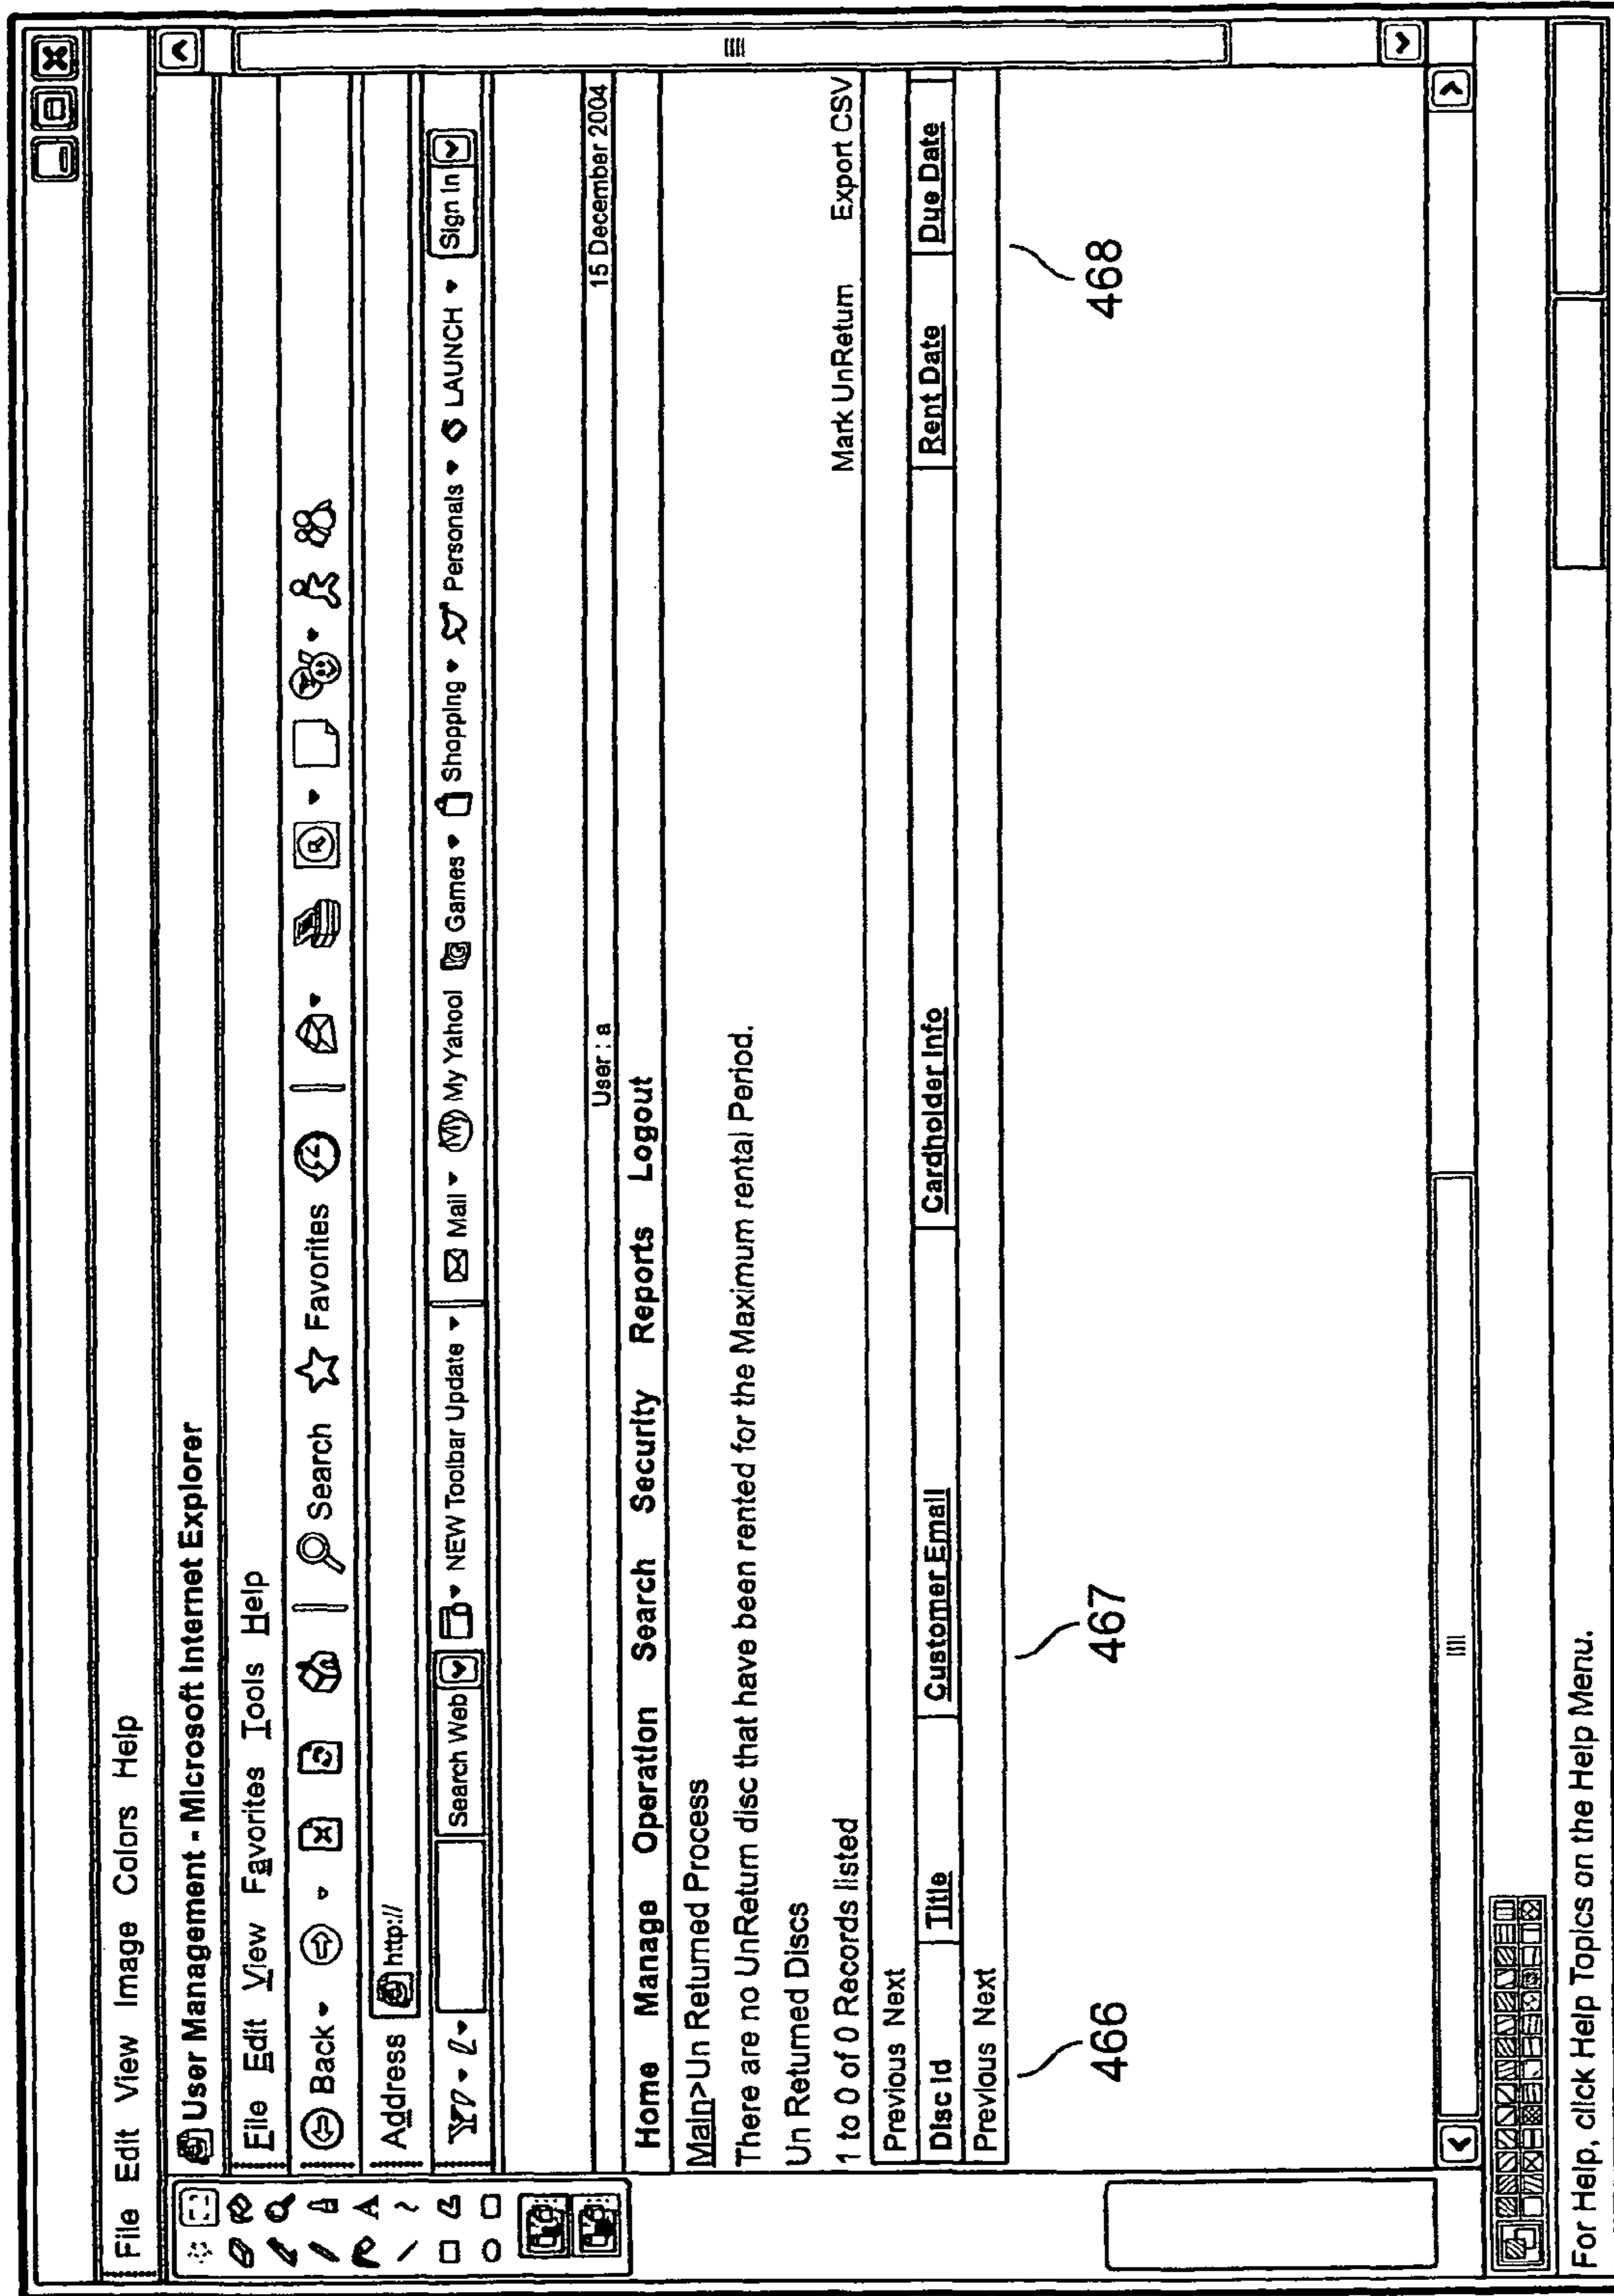 File Edit View Image Colors Help
User Management - Microsoft Internet Explorer
File Edit View Favorites Tools Help
Back Search Favorites
Address http://
Search Web NEW Toolbar Update Mail My Yahoo! Games Shopping Personals LAUNCH Sign In
User : a 15 December 2004
Home Manage Operation Search Security Reports Logout
Main>Un Returned Process
There are no UnReturn disc that have been rented for the Maximum rental Period.
Un Returned Discs
1 to 0 of 0 Records listed Mark UnReturn Export CSV
Previous Next
Disc Id Title Customer Email Cardholder Info Rent Date Due Date
Previous Next
466 467 468
For Help, click Help Topics on the Help Menu.